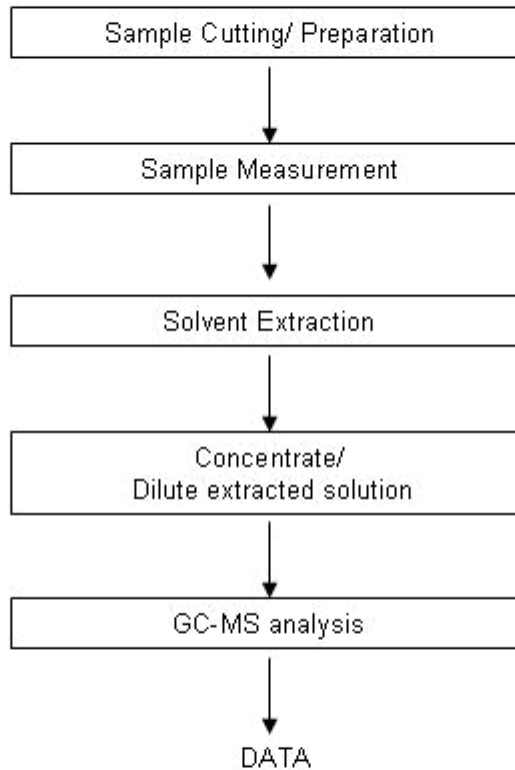 Sample Cutting/ Preparation
Sample Measurement
Solvent Extraction
Concentrate/
Dilute extracted solution
GC-MS analysis
DATA